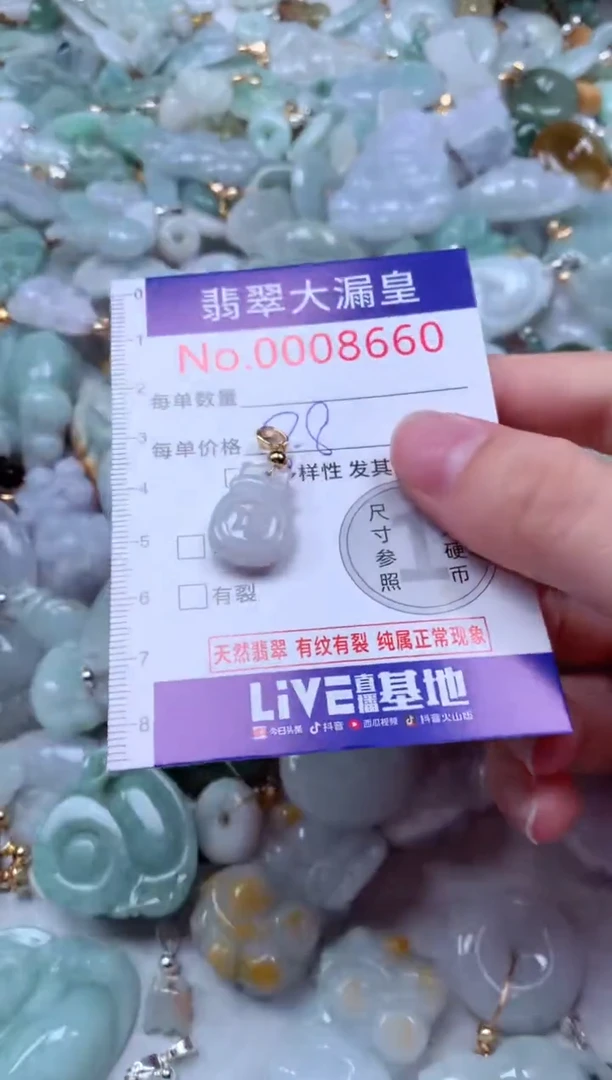 翡翠大漏皇
No.0008660
每单数量
每单价格
样性 发其
尺寸参照
硬币
有裂
天然翡翠 有纹有裂 纯属正常现象
LiVE直播基地
今日头条 抖音 西瓜视频 抖音火山版
0
1
2
3
4
5
6
7
8